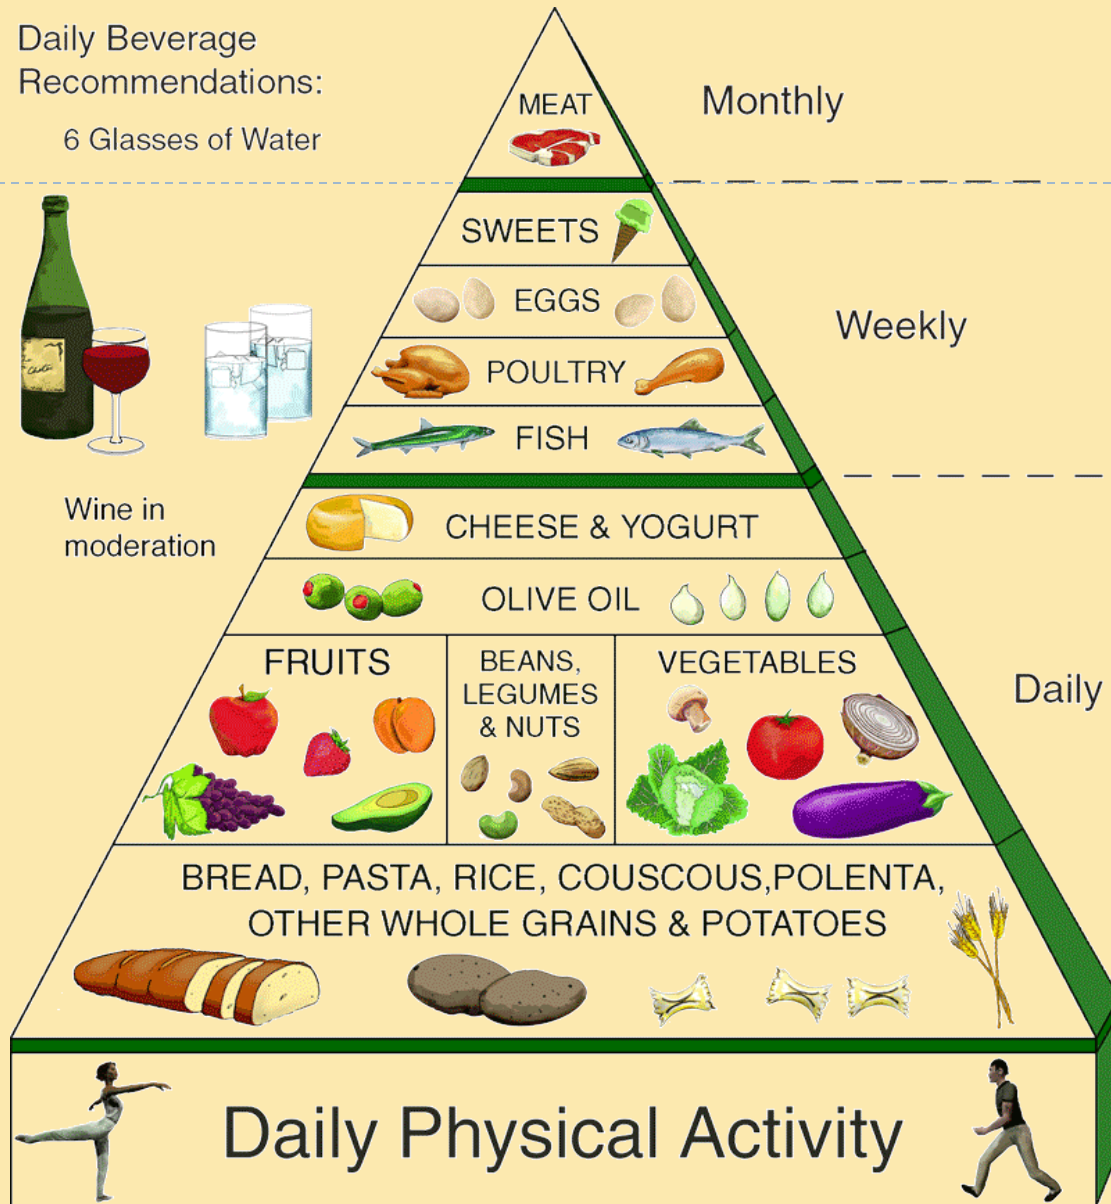 Daily Beverage
Recommendations:
6 Glasses of Water
MEAT
Monthly
SWEETS
EGGS
Weekly
POULTRY
FISH
Wine in
moderation
CHEESE & YOGURT
OLIVE OIL
FRUITS
BEANS,
LEGUMES
& NUTS
VEGETABLES
Daily
BREAD, PASTA, RICE, COUSCOUS,POLENTA,
OTHER WHOLE GRAINS & POTATOES
Daily Physical Activity